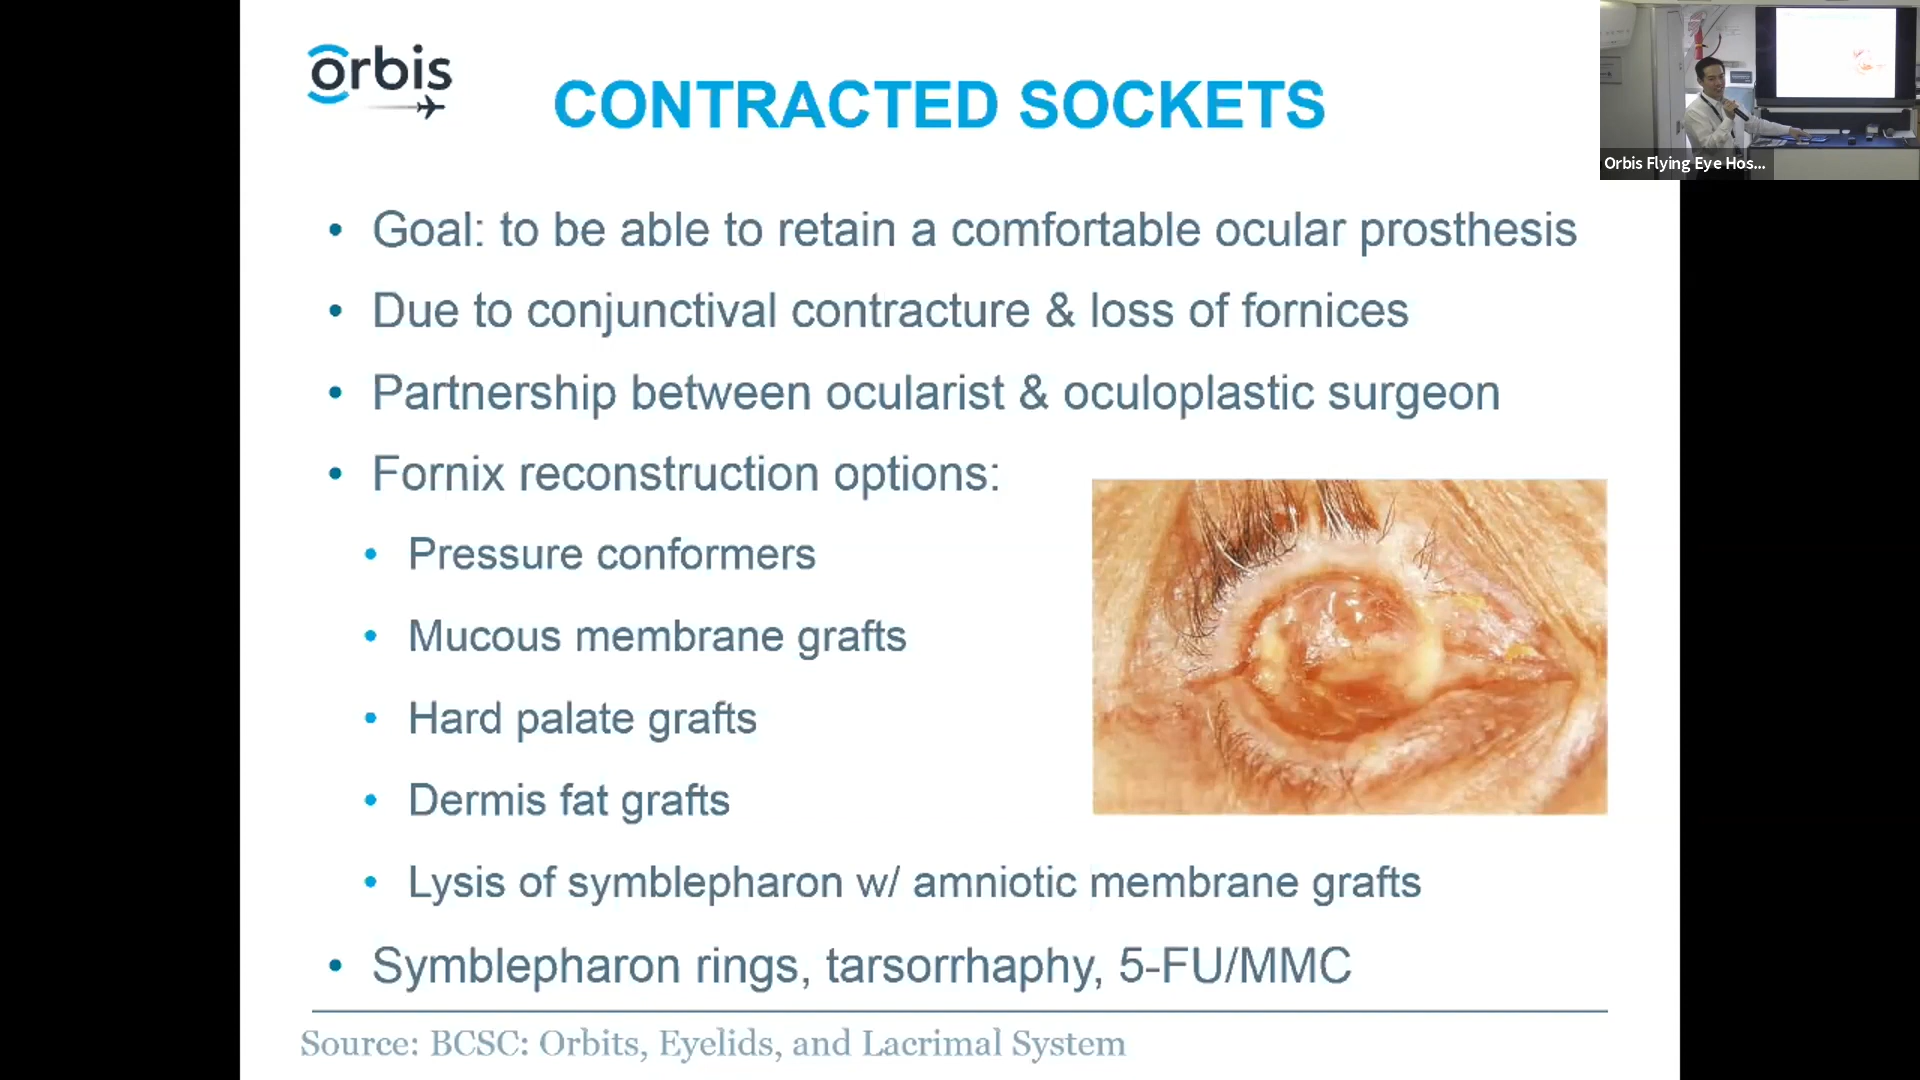 orbis
CONTRACTED SOCKETS
Orbis Flying Eye Hos...
• Goal: to be able to retain a comfortable ocular prosthesis
• Due to conjunctival contracture & loss of fornices
• Partnership between ocularist & oculoplastic surgeon
• Fornix reconstruction options:
• Pressure conformers
• Mucous membrane grafts
• Hard palate grafts
• Dermis fat grafts
• Lysis of symblepharon w/ amniotic membrane grafts
• Symblepharon rings, tarsorrhaphy, 5-FU/MMC
Source: BCSC: Orbits, Eyelids, and Lacrimal System